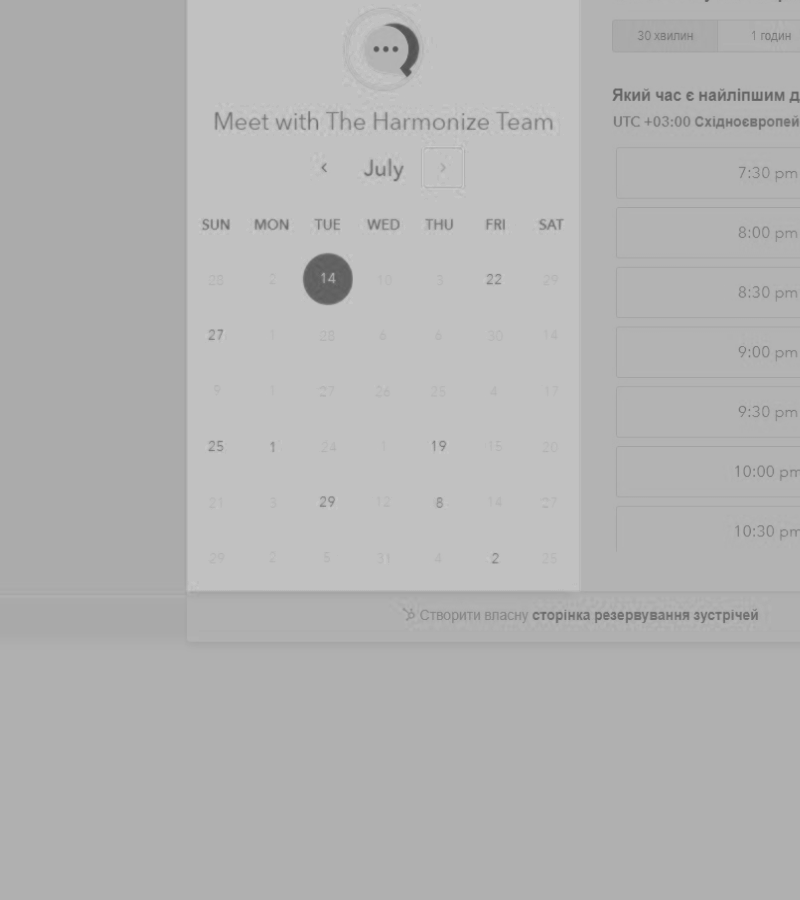 Meet with The Harmonize Team
July
SUN MON TUE WED THU FRI SAT
28 2 14 10 3 22 29
27 1 28 6 6 30 14
9 1 27 26 25 4 17
25 1 24 1 19 15 20
21 3 29 12 8 14 27
29 2 5 31 4 2 25
30 хвилин 1 годин
Який час є найліпшим д
UTC +03:00 Східноєвропей
7:30 pm
8:00 pm
8:30 pm
9:00 pm
9:30 pm
10:00 pm
10:30 pm
Створити власну сторінка резервування зустрічей